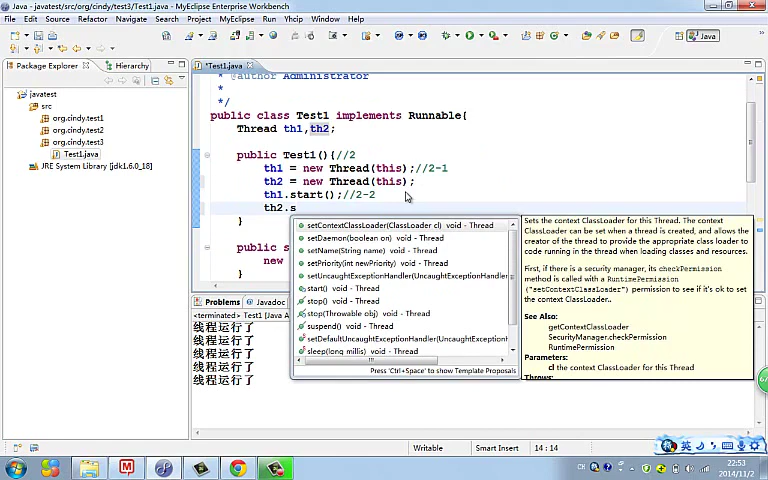 Java - javatest/src/org/cindy/test3/Test1.java - MyEclipse Enterprise Workbench
File Edit Source Refactor Navigate Search Project MyEclipse Run Yhcip Window Help
Java
Package Explorer Hierarchy
*Test1.java
javatest
src
org.cindy.test1
org.cindy.test2
org.cindy.test3
Test1.java
JRE System Library [jdk1.6.0_18]
* @author Administrator
*
*/
public class Test1 implements Runnable{
Thread th1,th2;
public Test1(){//2
th1 = new Thread(this);//2-1
th2 = new Thread(this);
th1.start();//2-2
th2.s
}
public s
new
}
setContextClassLoader(ClassLoader cl) void - Thread
setDaemon(boolean on) void - Thread
setName(String name) void - Thread
setPriority(int newPriority) void - Thread
setUncaughtExceptionHandler(UncaughtExceptionHandler
start() void - Thread
stop() void - Thread
stop(Throwable obj) void - Thread
suspend() void - Thread
setDefaultUncaughtExceptionHandler(Uncaught
sleep(long millis) void - Thread
Press 'Ctrl+Space' to show Template Proposals
Sets the context ClassLoader for this Thread. The context
ClassLoader can be set when a thread is created, and allows the
creator of the thread to provide the appropriate class loader to
code running in the thread when loading classes and resources.
First, if there is a security manager, its checkPermission
method is called with a RuntimePermission
("setContextClassLoader") permission to see if it's ok to set
the context ClassLoader..
See Also:
getContextClassLoader
SecurityManager.checkPermission
RuntimePermission
Parameters:
cl the context ClassLoader for this Thread
Throws:
Problems Javadoc
<terminated> Test1 [Java A
线程运行了
线程运行了
线程运行了
线程运行了
线程运行了
Writable Smart Insert 14 : 14
英
CH
22:53
2014/11/2